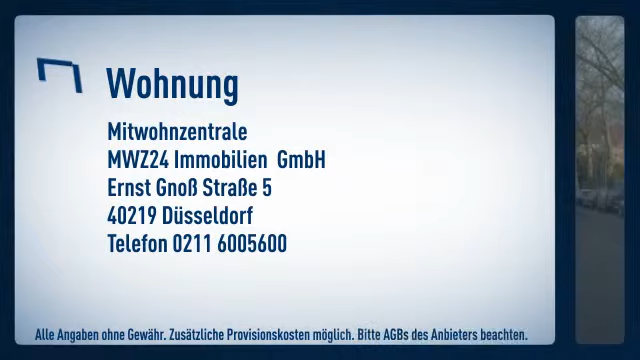 Wohnung
Mitwohnzentrale
MWZ24 Immobilien GmbH
Ernst Gnoß Straße 5
40219 Düsseldorf
Telefon 0211 6005600
Alle Angaben ohne Gewähr. Zusätzliche Provisionskosten möglich. Bitte AGBs des Anbieters beachten.